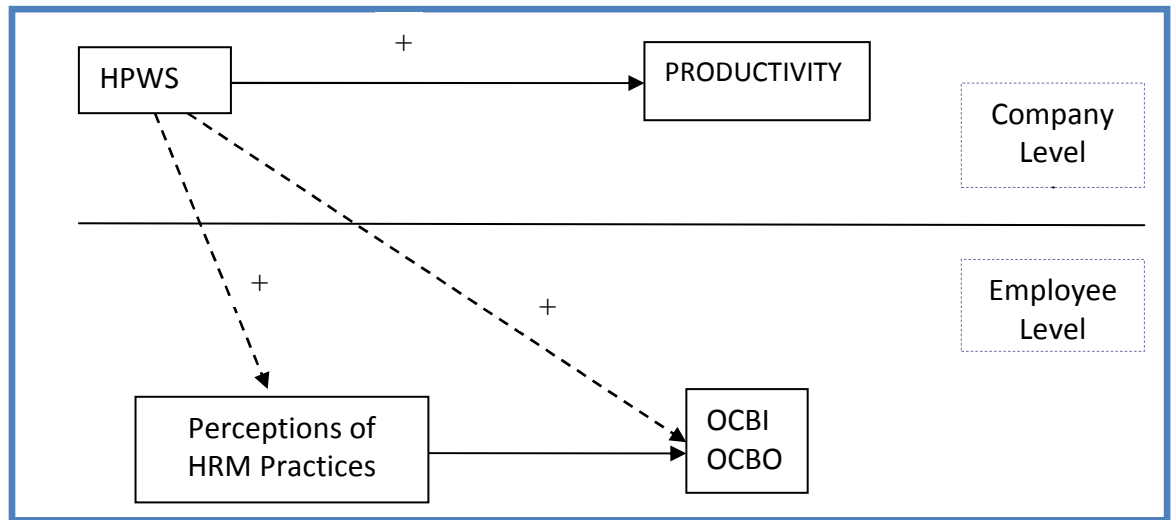 +
HPWS
PRODUCTIVITY
Company
Level
+
+
Employee
Level
Perceptions of
HRM Practices
OCBI
OCBO